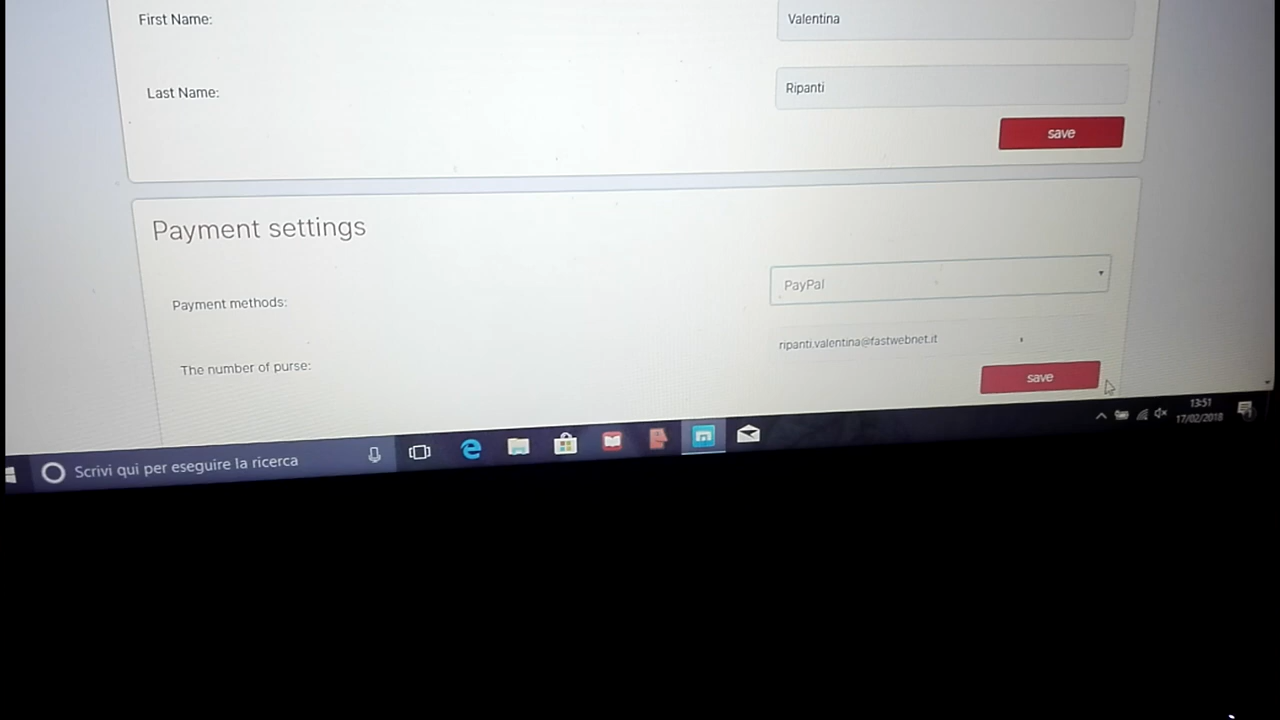 First Name:
Valentina
Last Name:
Ripanti
save
Payment settings
Payment methods:
PayPal
The number of purse:
ripanti.valentina@fastwebnet.it
save
Scrivi qui per eseguire la ricerca
13:51
17/02/2018